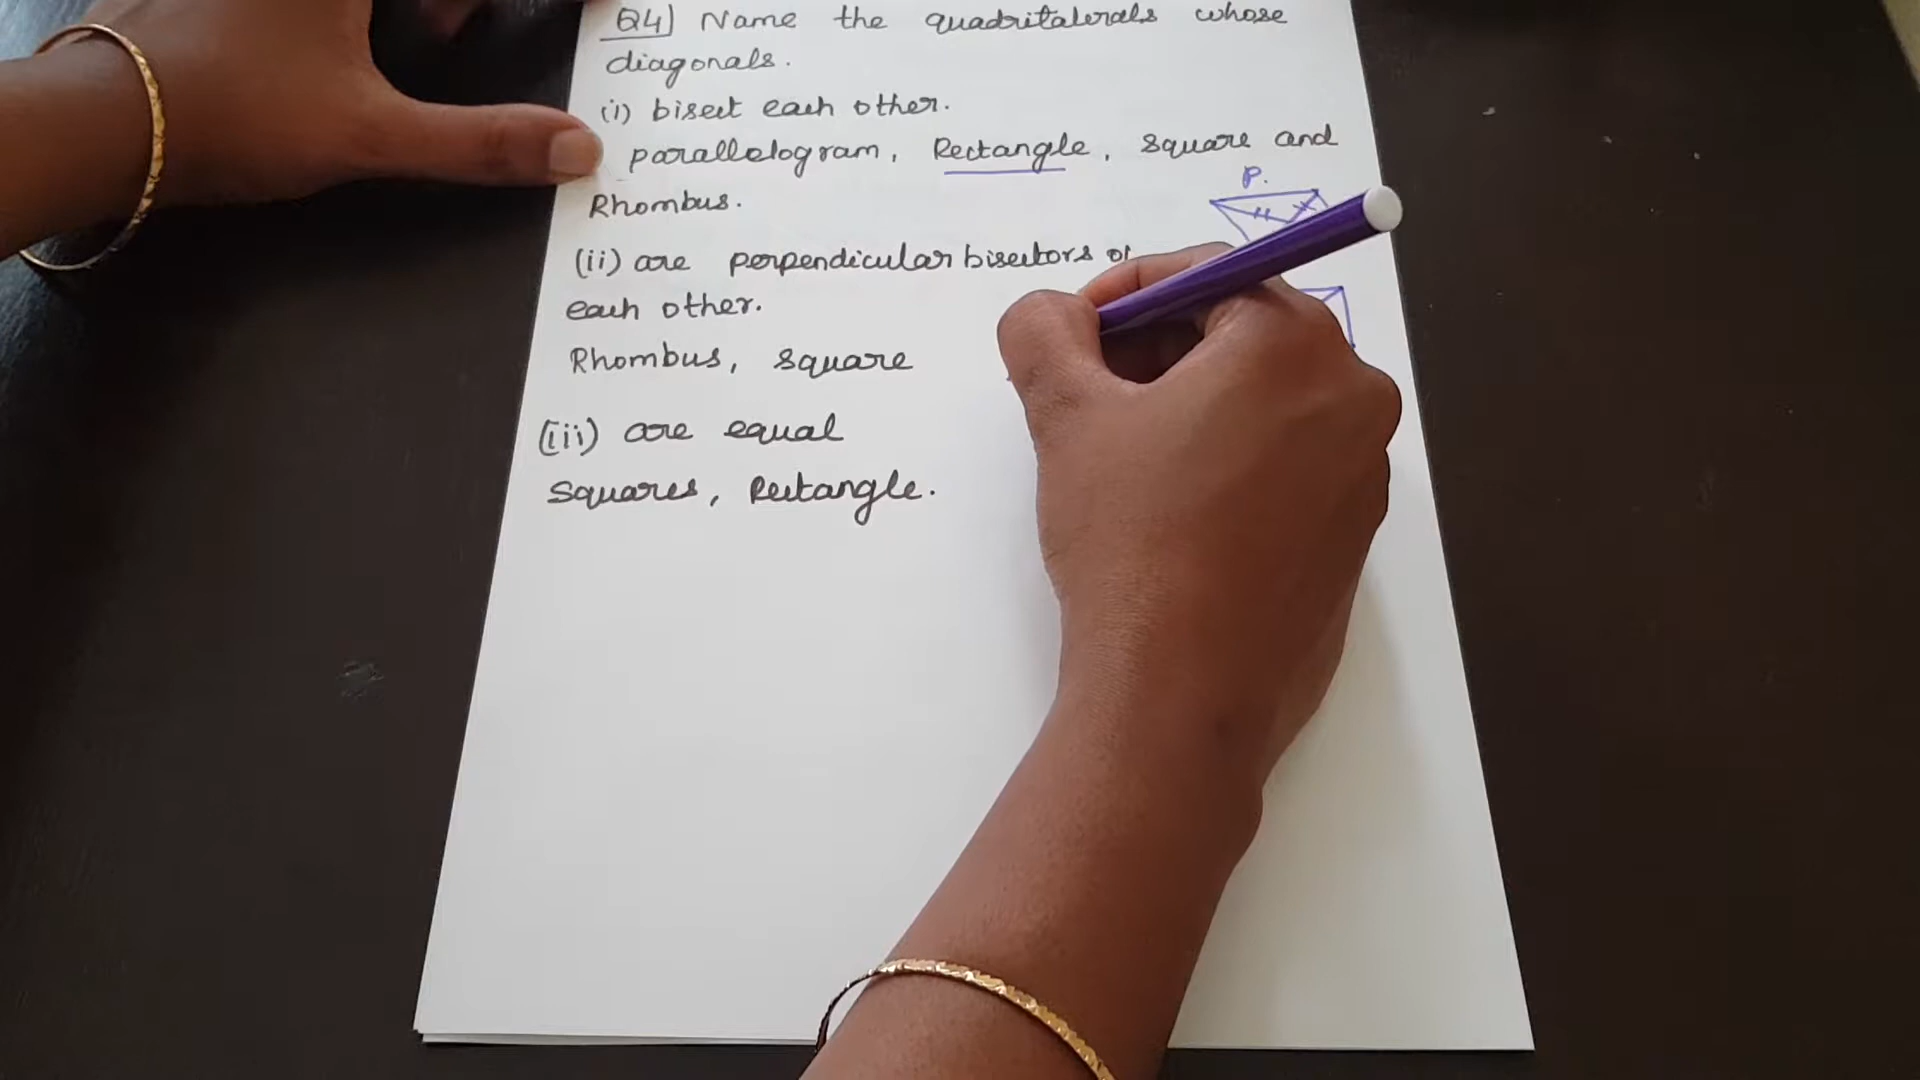 Q4) Name the quadritalerals whose
diagonals.
(i) bisect each other.
parallelogram, Rectangle, square and
Rhombus.
P.
(ii) are perpendicular bisectors of
each other.
Rhombus, square
(iii) are equal
squares, Rectangle.